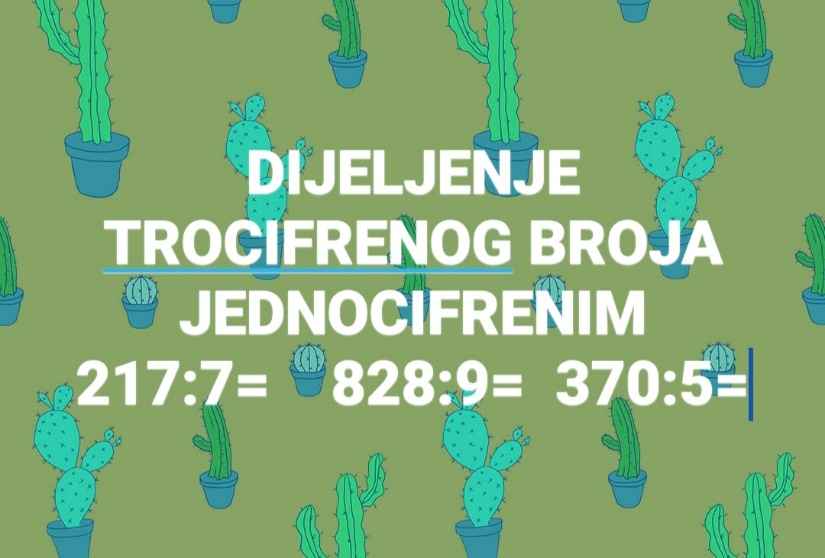 DIJELJENJE
TROCIFRENOG BROJA
JEDNOCIFRENIM
217:7= 828:9= 370:5=